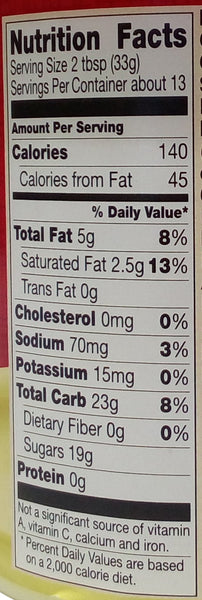 Nutrition Facts
Serving Size 2 tbsp (33g)
Servings Per Container about 13
Amount Per Serving
Calories 140
Calories from Fat 45
% Daily Value*
Total Fat 5g 8%
Saturated Fat 2.5g 13%
Trans Fat 0g
Cholesterol 0mg 0%
Sodium 70mg 3%
Potassium 15mg 0%
Total Carb 23g 8%
Dietary Fiber 0g 0%
Sugars 19g
Protein 0g
Not a significant source of vitamin
A, vitamin C, calcium and iron.
*Percent Daily Values are based
on a 2,000 calorie diet.